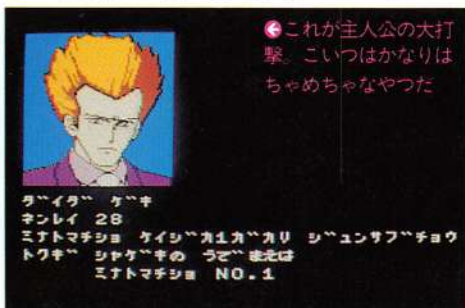 ⬅これが主人公の大打
撃。こいつはかなりは
ちゃめちゃなやつだ
ダイダ ゲキ
ネンレイ 28
ミナトマチショ ケイジカ1カガリ ジュンサブチョウ
トクギ シャゲキの うでまえは
ミナトマチショ NO.1